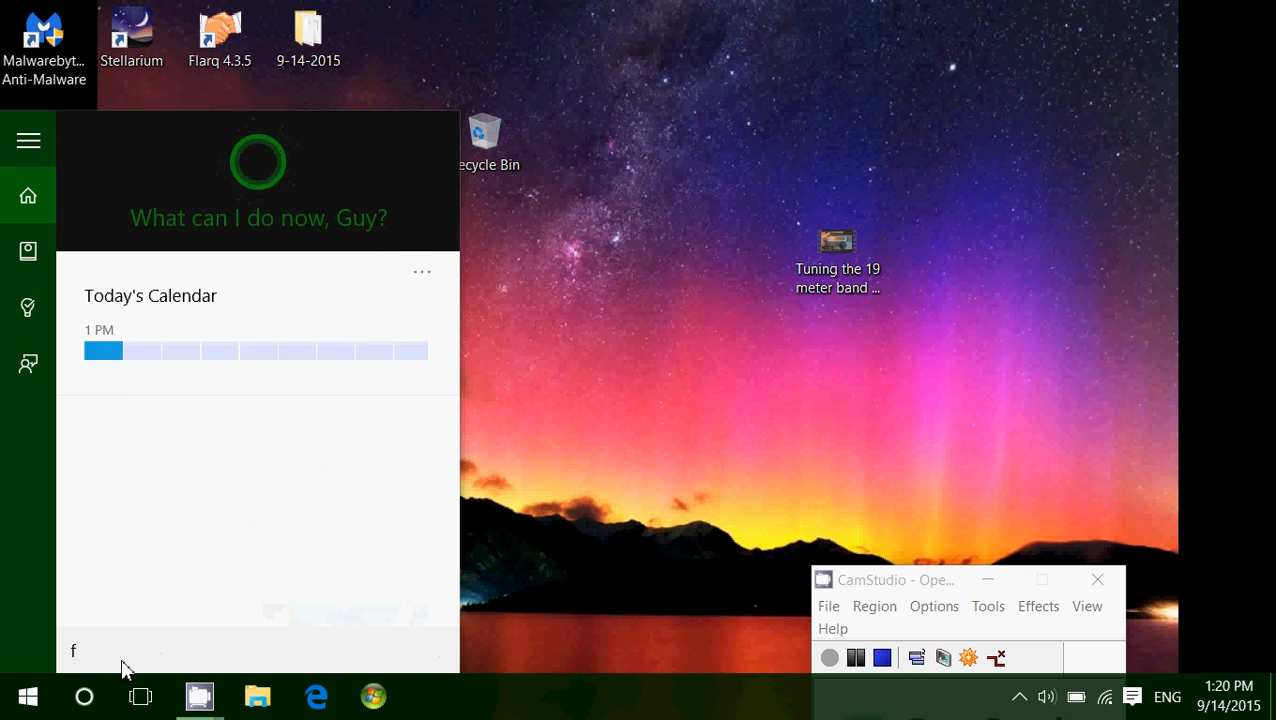 Malwarebyt...
Anti-Malware
Stellarium
Flarq 4.3.5
9-14-2015
ecycle Bin
What can I do now, Guy?
...
Today's Calendar
1 PM
Tuning the 19
meter band ...
CamStudio - Ope...
File Region Options Tools Effects View
Help
f
ENG
1:20 PM
9/14/2015